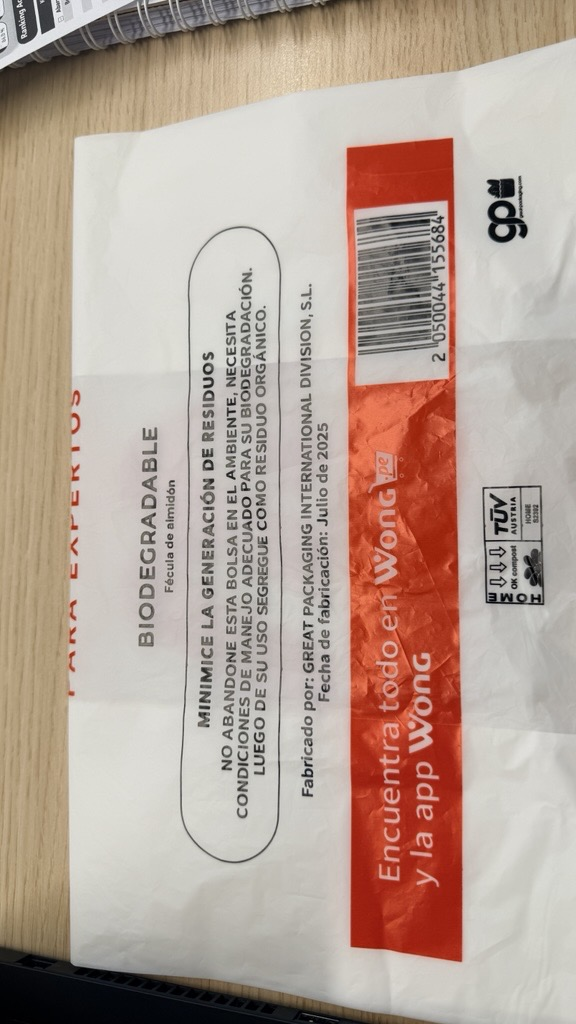 PARA EXPERTOS
BIODEGRADABLE
Fécula de almidón
MINIMICE LA GENERACIÓN DE RESIDUOS
NO ABANDONE ESTA BOLSA EN EL AMBIENTE, NECESITA
CONDICIONES DE MANEJO ADECUADO PARA SU BIODEGRADACIÓN.
LUEGO DE SU USO SEGREGUE COMO RESIDUO ORGÁNICO.
Fabricado por: GREAT PACKAGING INTERNATIONAL DIVISION, S.L.
Fecha de fabricación: Julio de 2025
Encuentra todo en Wong.pe
y la app Wong
2 050044 155684
OK compost
HOME
TÜV
AUSTRIA
HOME
gpi
Ranking